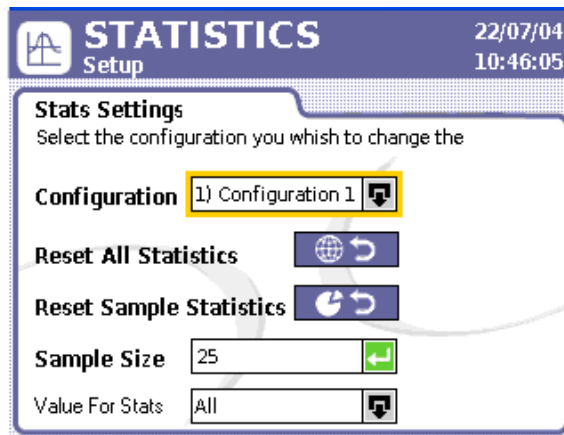 STATISTICS
Setup
22/07/04
10:46:05
Stats Settings
Select the configuration you whish to change the
Configuration 1) Configuration 1
Reset All Statistics
Reset Sample Statistics
Sample Size 25
Value For Stats All